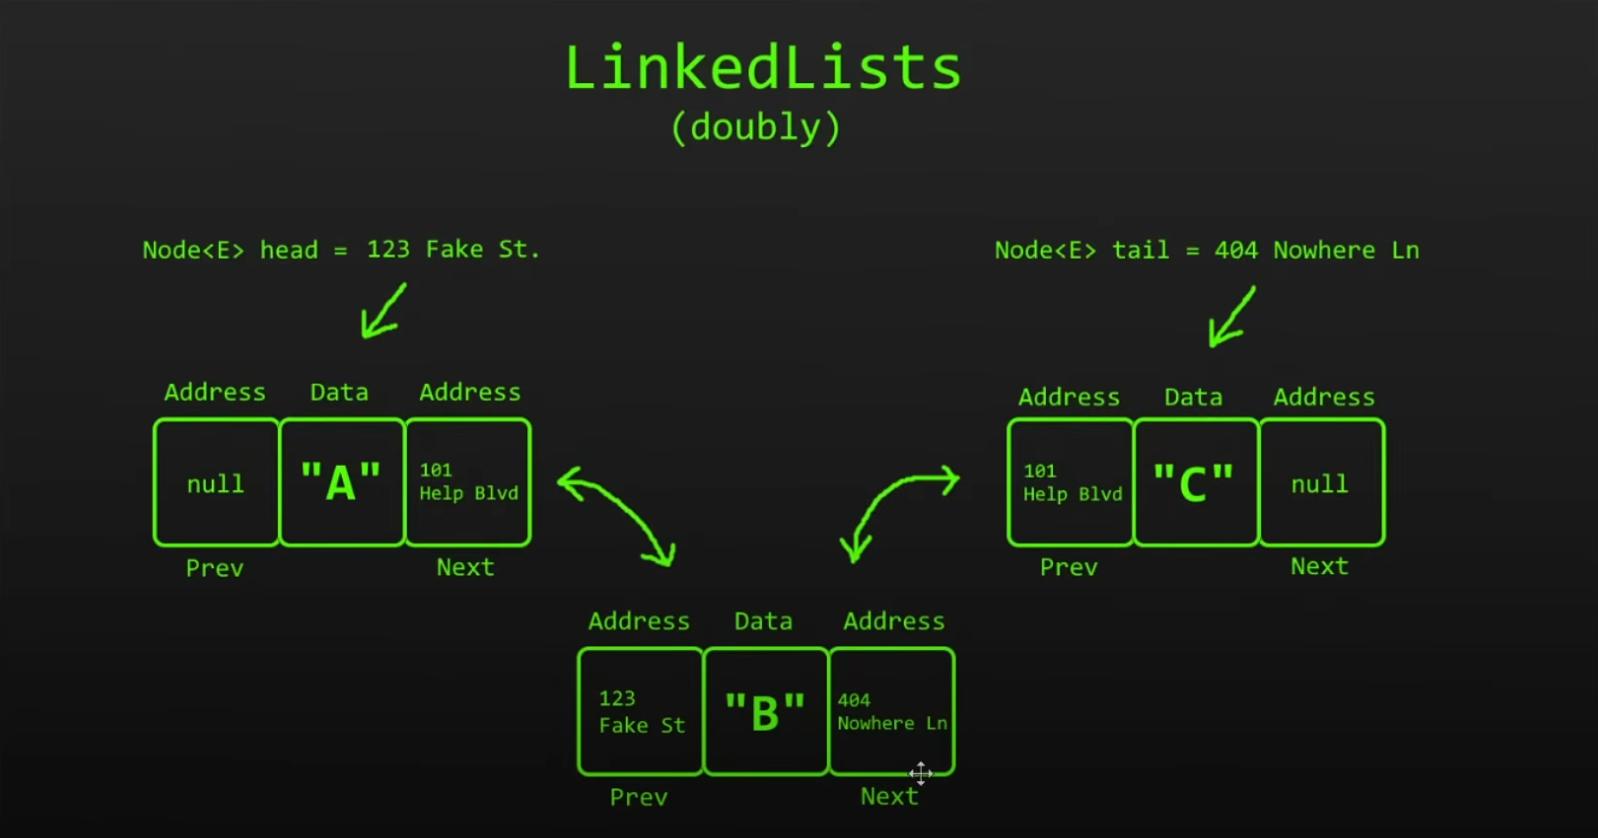 LinkedLists
(doubly)
Node<E> head = 123 Fake St.
Node<E> tail = 404 Nowhere Ln
Address Data Address
null "A" 101
Help Blvd
Prev Next
Address Data Address
101
Help Blvd "C" null
Prev Next
Address Data Address
123
Fake St "B" 404
Nowhere Ln
Prev Next